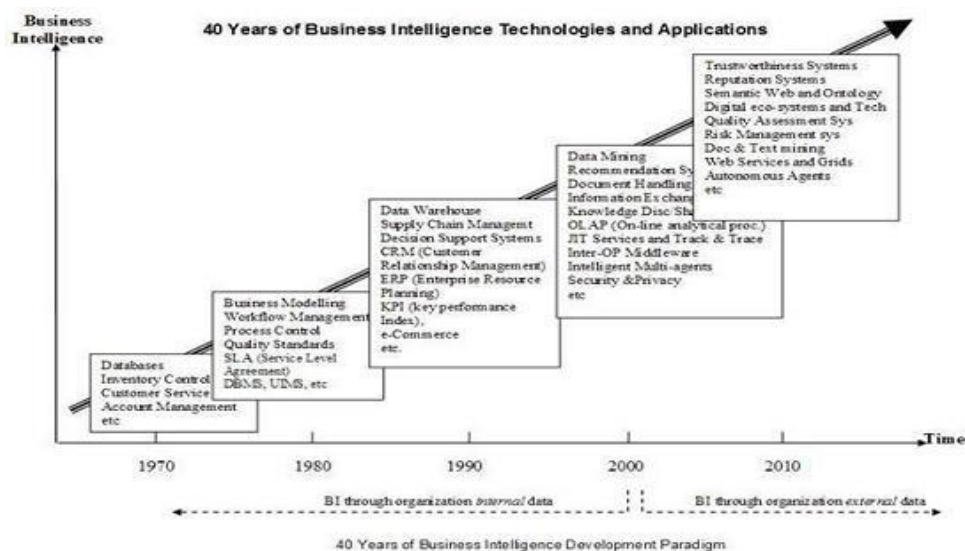 Business
Intelligence
40 Years of Business Intelligence Technologies and Applications
Trustworthiness Systems
Reputation Systems
Semantic Web and Ontology
Digital eco-systems and Tech
Quality Assessment Sys
Risk Management sys
Doc & Text mining
Web Services and Grids
Autonomous Agents
etc
Data Mining
Recommendation Sy
Document Handling
Information Exchan
Knowledge Disc/Sha
OLAP (On-line analytical proc.)
JIT Services and Track & Trace
Inter-OP Middleware
Intelligent Multi-agents
Security &Privacy
etc
Data Warehouse
Supply Chain Managemt
Decision Support Systems
CRM (Customer
Relationship Management)
ERP (Enterprise Resource
Planning)
KPI (key performance
Index),
e-Commerce
etc.
Business Modelling
Workflow Management
Process Control
Quality Standards
SLA (Service Level
Agreement)
DBMS, UIMS, etc
Databases
Inventory Control
Customer Service
Account Management
etc
Time
1970 1980 1990 2000 2010
BI through organization internal data BI through organization external data
40 Years of Business Intelligence Development Paradigm